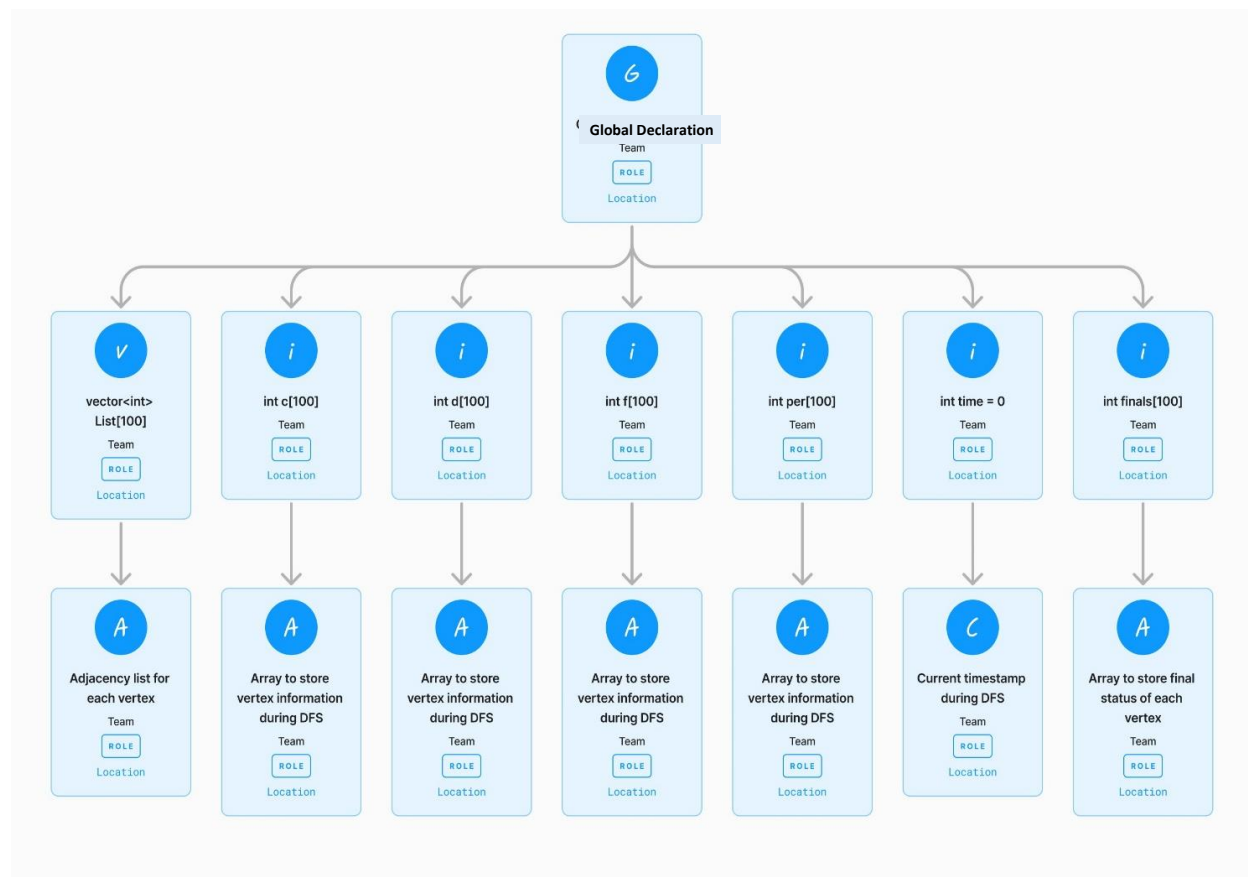 G
Global Declaration
Team
ROLE
Location
v
vector<int>
List[100]
Team
ROLE
Location
i
int c[100]
Team
ROLE
Location
i
int d[100]
Team
ROLE
Location
i
int f[100]
Team
ROLE
Location
i
int per[100]
Team
ROLE
Location
i
int time = 0
Team
ROLE
Location
i
int finals[100]
Team
ROLE
Location
A
Adjacency list for
each vertex
Team
ROLE
Location
A
Array to store
vertex information
during DFS
Team
ROLE
Location
A
Array to store
vertex information
during DFS
Team
ROLE
Location
A
Array to store
vertex information
during DFS
Team
ROLE
Location
A
Array to store
vertex information
during DFS
Team
ROLE
Location
C
Current timestamp
during DFS
Team
ROLE
Location
A
Array to store final
status of each
vertex
Team
ROLE
Location